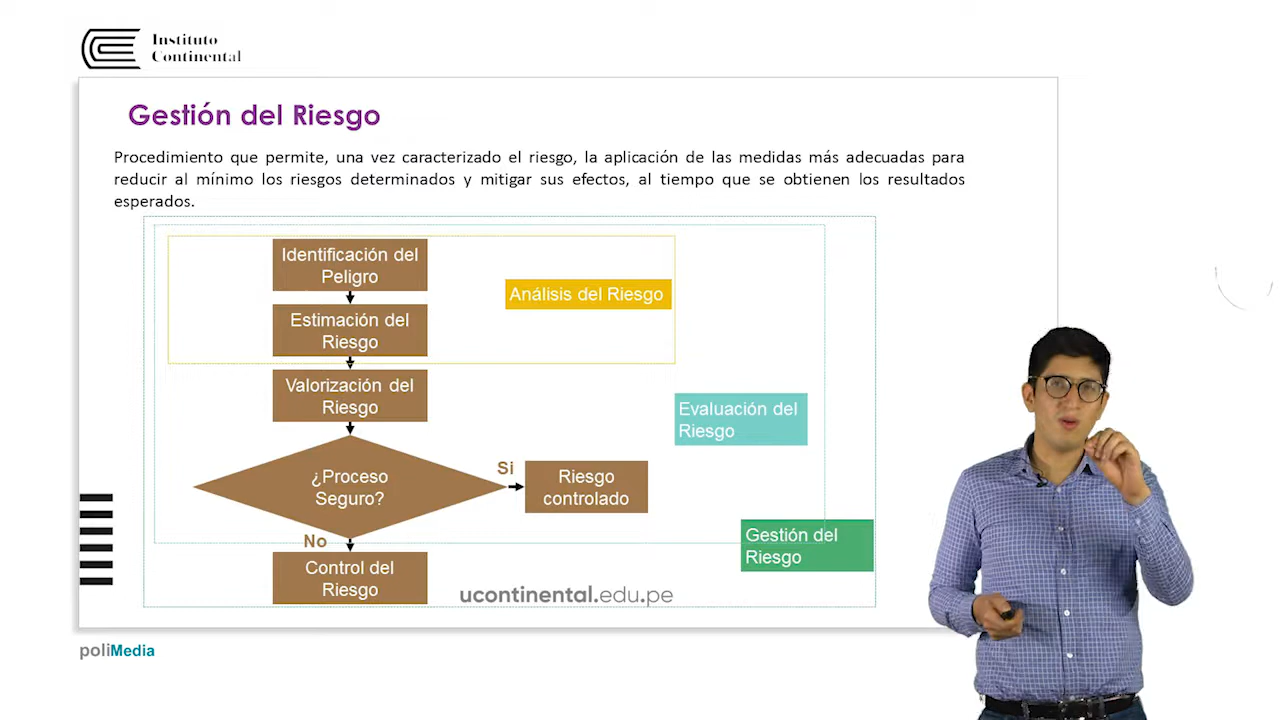 Instituto
Continental
Gestión del Riesgo
Procedimiento que permite, una vez caracterizado el riesgo, la aplicación de las medidas más adecuadas para
reducir al mínimo los riesgos determinados y mitigar sus efectos, al tiempo que se obtienen los resultados
esperados.
Identificación del
Peligro
Análisis del Riesgo
Estimación del
Riesgo
Valorización del
Riesgo
Evaluación del
Riesgo
¿Proceso
Seguro?
Si
Riesgo
controlado
No
Gestión del
Riesgo
Control del
Riesgo
ucontinental.edu.pe
poliMedia